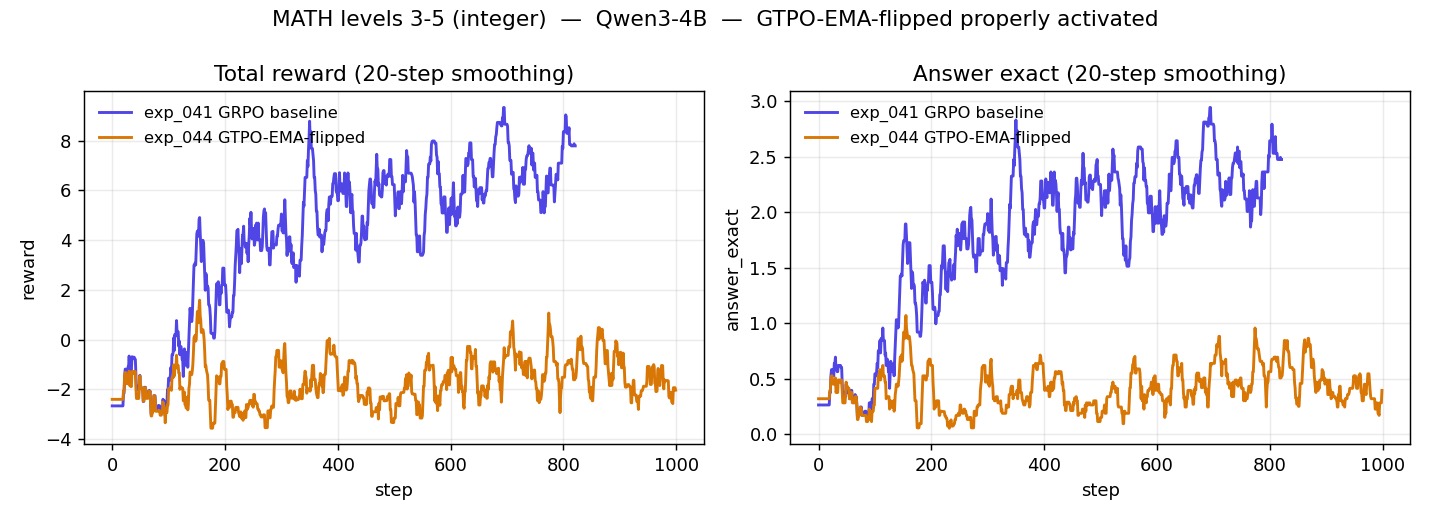 MATH levels 3-5 (integer) — Qwen3-4B — GTPO-EMA-flipped properly activated
Total reward (20-step smoothing)
exp_041 GRPO baseline
exp_044 GTPO-EMA-flipped
reward
8
6
4
2
0
−2
−4
0 200 400 600 800 1000
step
Answer exact (20-step smoothing)
exp_041 GRPO baseline
exp_044 GTPO-EMA-flipped
answer_exact
3.0
2.5
2.0
1.5
1.0
0.5
0.0
0 200 400 600 800 1000
step